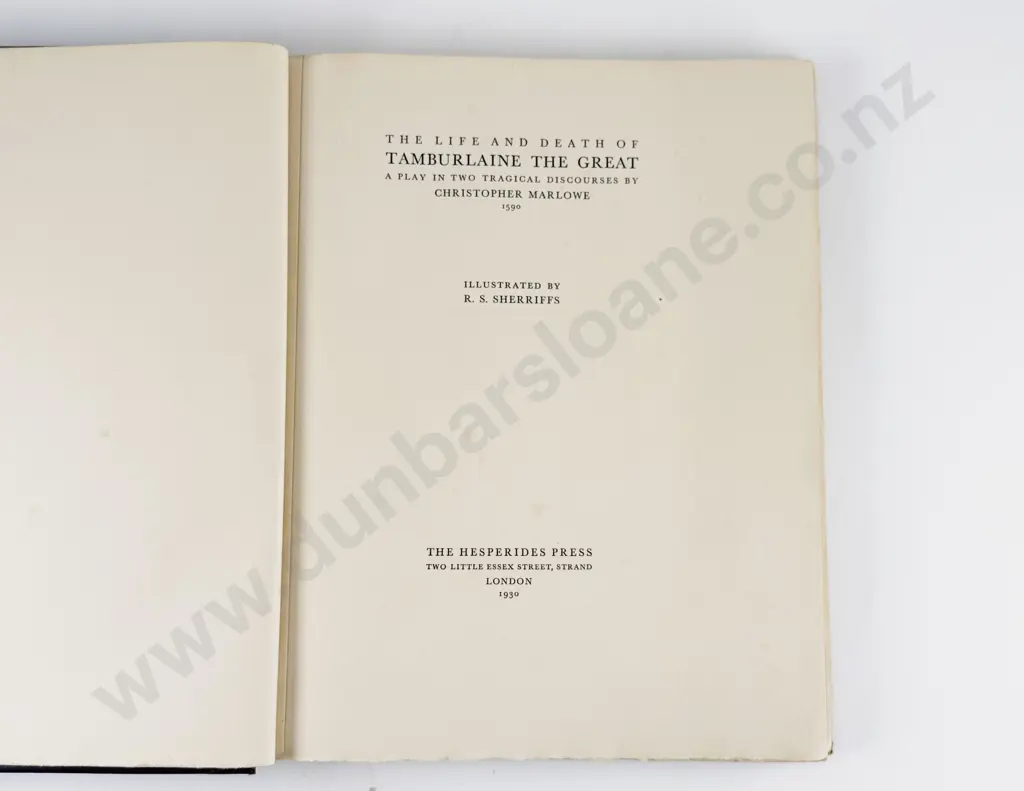 THE LIFE AND DEATH OF
TAMBURLAINE THE GREAT
A PLAY IN TWO TRAGICAL DISCOURSES BY
CHRISTOPHER MARLOWE
1590
ILLUSTRATED BY
R. S. SHERRIFFS
www.dunbarsloane.co.nz
THE HESPERIDES PRESS
TWO LITTLE ESSEX STREET, STRAND
LONDON
1930